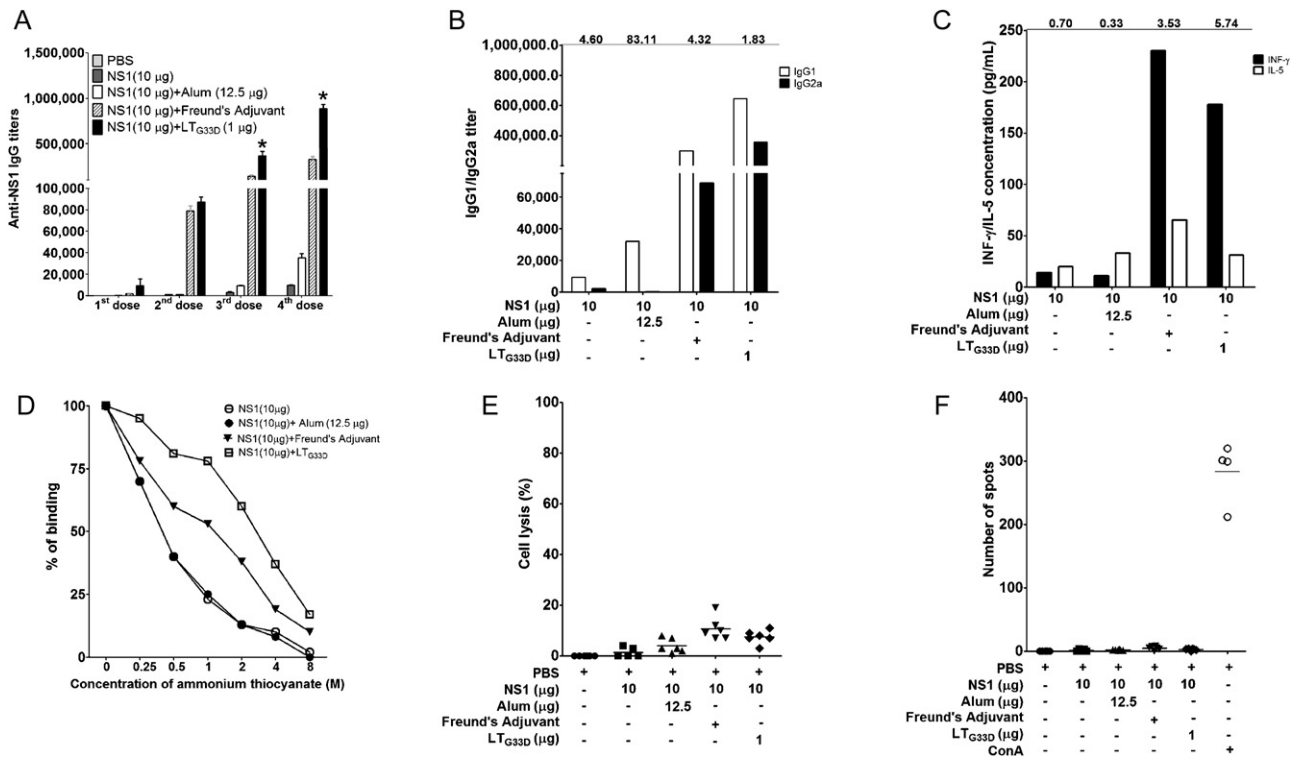 A
Anti-NS1 IgG titers
1,500,000
1,000,000
500,000
100,000
80,000
60,000
40,000
20,000
0
PBS
NS1(10 μg)
NS1(10 μg)+Alum (12.5 μg)
NS1(10 μg)+Freund's Adjuvant
NS1(10 μg)+LTG33D (1 μg)
* *
1st dose 2nd dose 3rd dose 4th dose
B
4.60 83.11 4.32 1.83
IgG1/IgG2a titer
1,000,000.0
800,000.0
600,000.0
400,000.0
200,000.0
60,000
40,000
20,000
0
IgG1
IgG2a
NS1 (μg) 10 10 10 10
Alum (μg) - 12.5 - -
Freund's Adjuvant - - + -
LTG33D (μg) - - - 1
C
0.70 0.33 3.53 5.74
INF-γ/IL-5 concentration (pg/mL)
250
200
150
100
50
0
INF-γ
IL-5
NS1 (μg) 10 10 10 10
Alum (μg) - 12.5 - -
Freund's Adjuvant - - + -
LTG33D (μg) - - - 1
D
% of binding
100
75
50
25
0
NS1(10μg)
NS1(10μg)+ Alum (12.5 μg)
NS1(10μg)+Freund's Adjuvant
NS1(10μg)+LTG33D
0 0.25 0.5 1 2 4 8
Concentration of ammonium thiocyanate (M)
E
Cell lysis (%)
100
80
60
40
20
0
PBS + + + + +
NS1 (μg) - 10 10 10 10
Alum (μg) - - 12.5 - -
Freund's Adjuvant - - - + -
LTG33D (μg) - - - - 1
F
Number of spots
400
300
200
100
0
PBS + + + + + +
NS1 (μg) - 10 10 10 10 -
Alum (μg) - - 12.5 - - -
Freund's Adjuvant - - - + - -
LTG33D (μg) - - - - 1 -
ConA - - - - - +